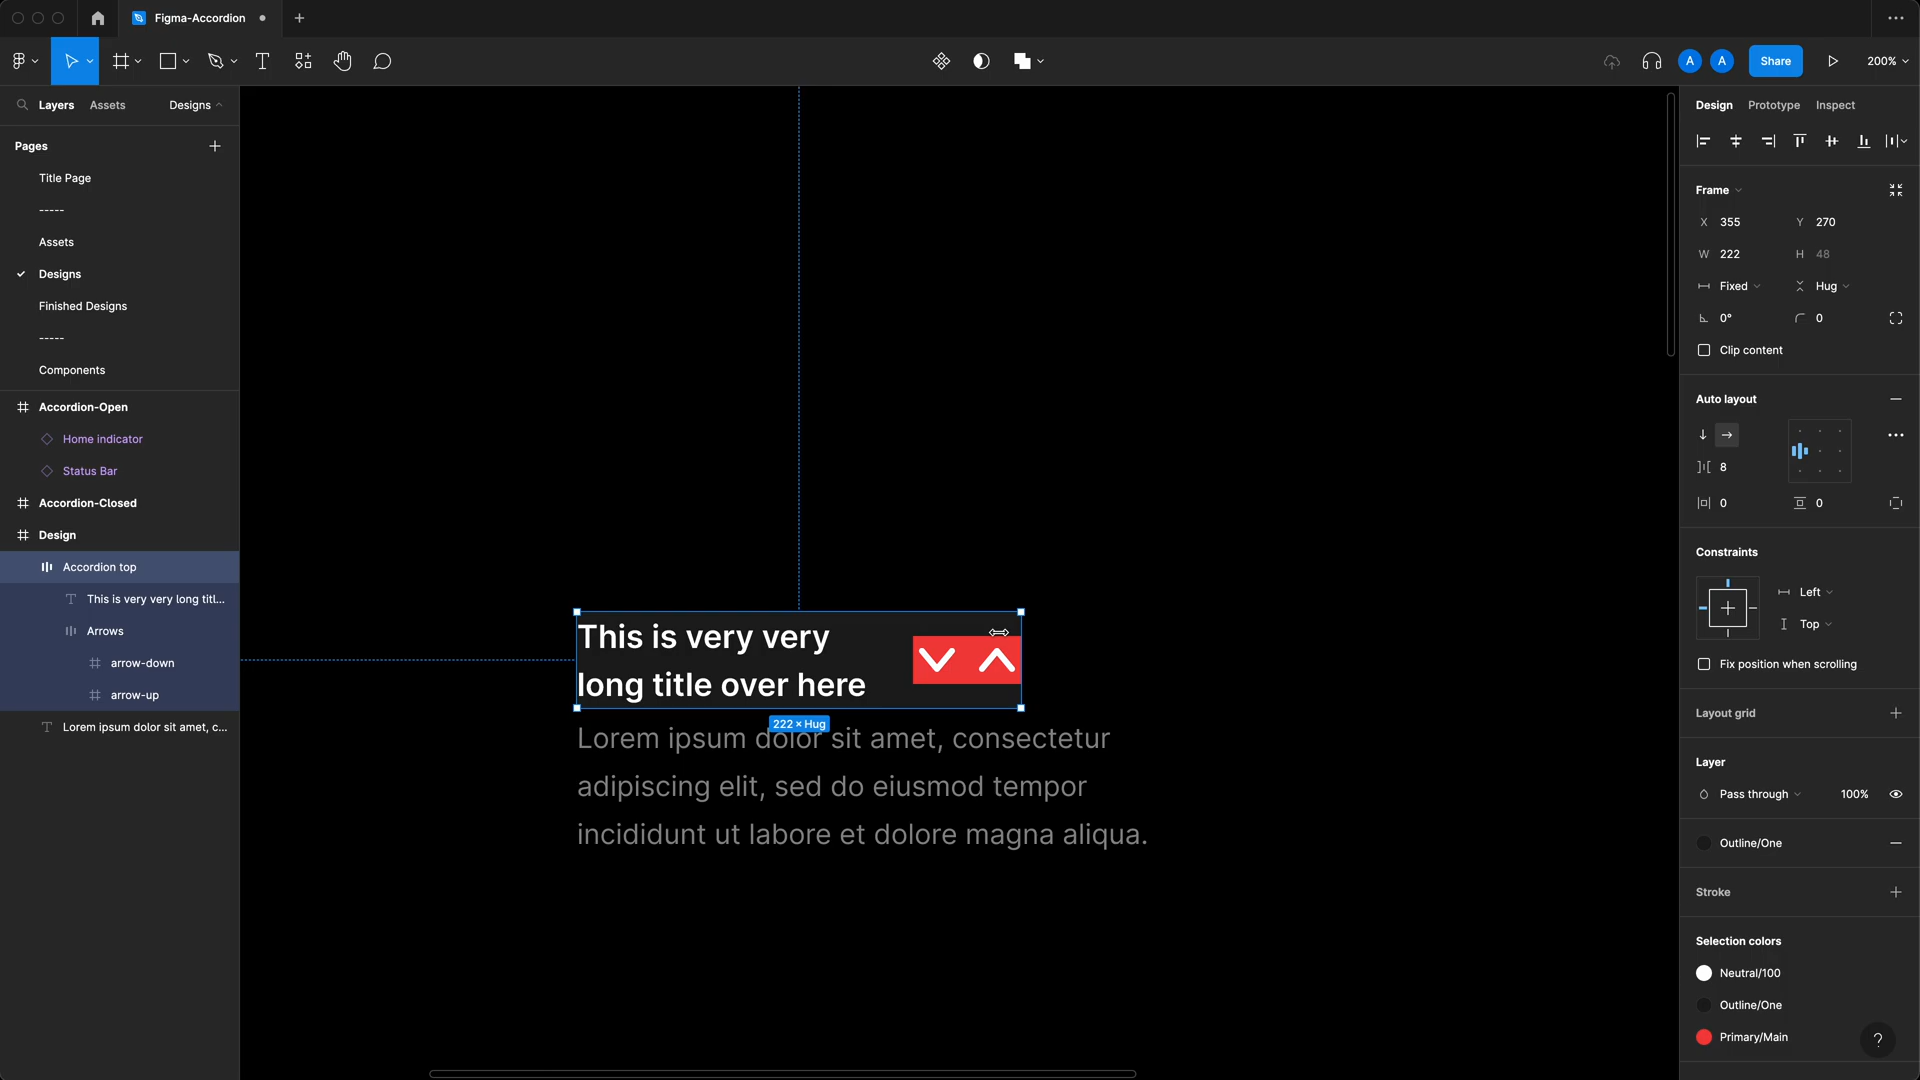 Figma-Accordion
A
A
Share
200%
Layers
Assets
Designs
Design
Prototype
Inspect
Pages
Title Page
-----
Assets
Designs
Finished Designs
-----
Components
Accordion-Open
Home indicator
Status Bar
Accordion-Closed
Design
Accordion top
This is very very long titl...
Arrows
arrow-down
arrow-up
Lorem ipsum dolor sit amet, c...
This is very very
long title over here
222 × Hug
Lorem ipsum dolor sit amet, consectetur
adipiscing elit, sed do eiusmod tempor
incididunt ut labore et dolore magna aliqua.
Frame
X 355 Y 270
W 222 H 48
Fixed Hug
0° 0
Clip content
Auto layout
8
0 0
Constraints
Left
Top
Fix position when scrolling
Layout grid
Layer
Pass through 100%
Outline/One
Stroke
Selection colors
Neutral/100
Outline/One
Primary/Main
?